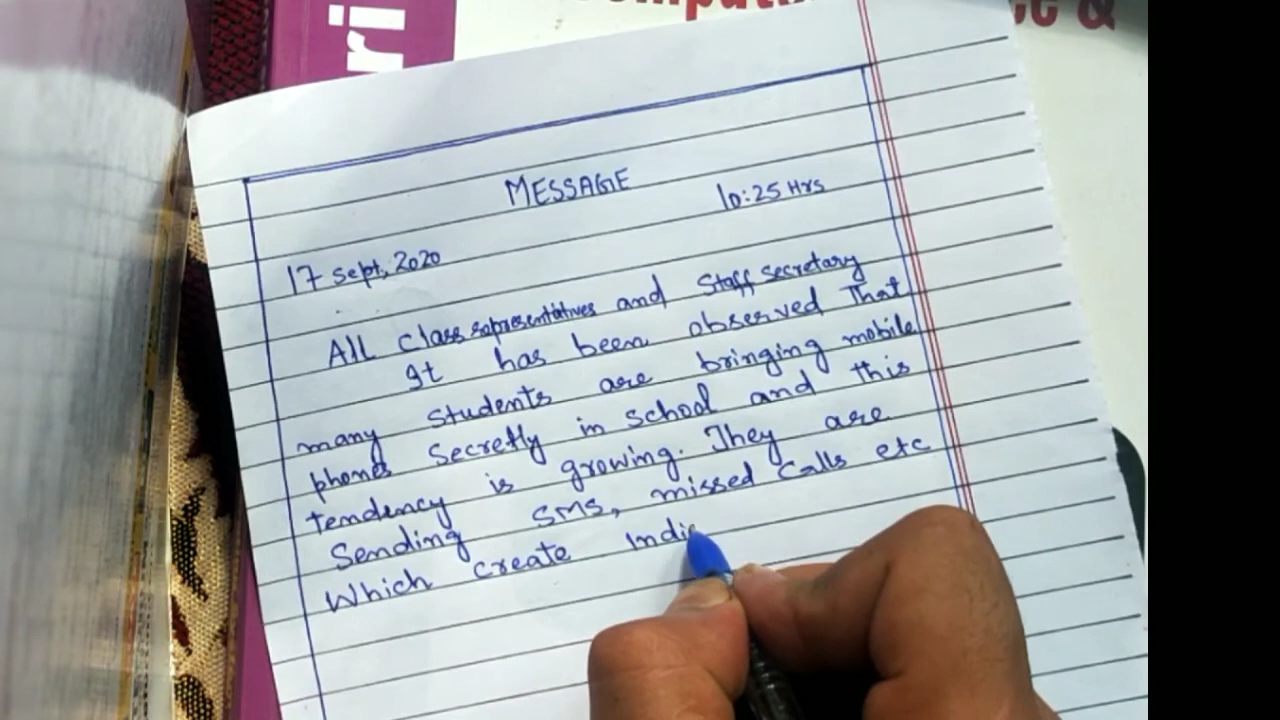 ri
MESSAGE
10:25 Hrs
17 Sept, 2020
All Class representatives and Staff secretary
It has been observed That
many students are bringing mobile
phones Secretly in School and this
tendency is growing. They are
Sending SMS, missed Calls etc
Which create Indi